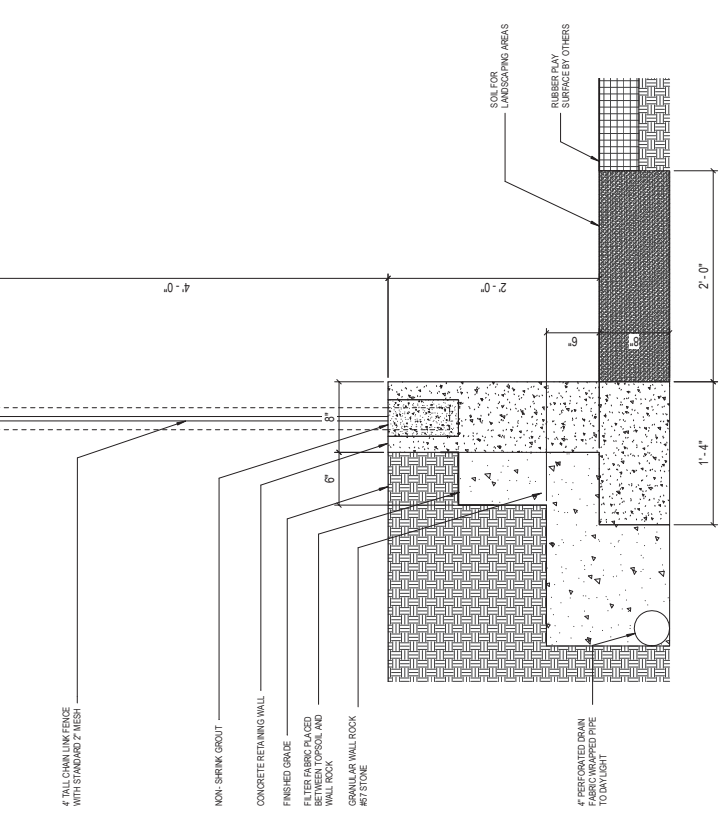 4' TALL CHAIN LINK FENCE
WITH STANDARD 2" MESH
NON- SHRINK GROUT
CONCRETE RETAINING WALL
FINISHED GRADE
FILTER FABRIC PLACED
BETWEEN TOPSOIL AND
WALL ROCK
GRANULAR WALL ROCK
#57 STONE
4" PERFORATED DRAIN
FABRIC WRAPPED PIPE
TO DAYLIGHT
SOIL FOR
LANDSCAPING AREAS
RUBBER PLAY
SURFACE BY OTHERS
4' - 0"
2' - 0"
6"
8"
8"
6"
1' - 4"
2' - 0"